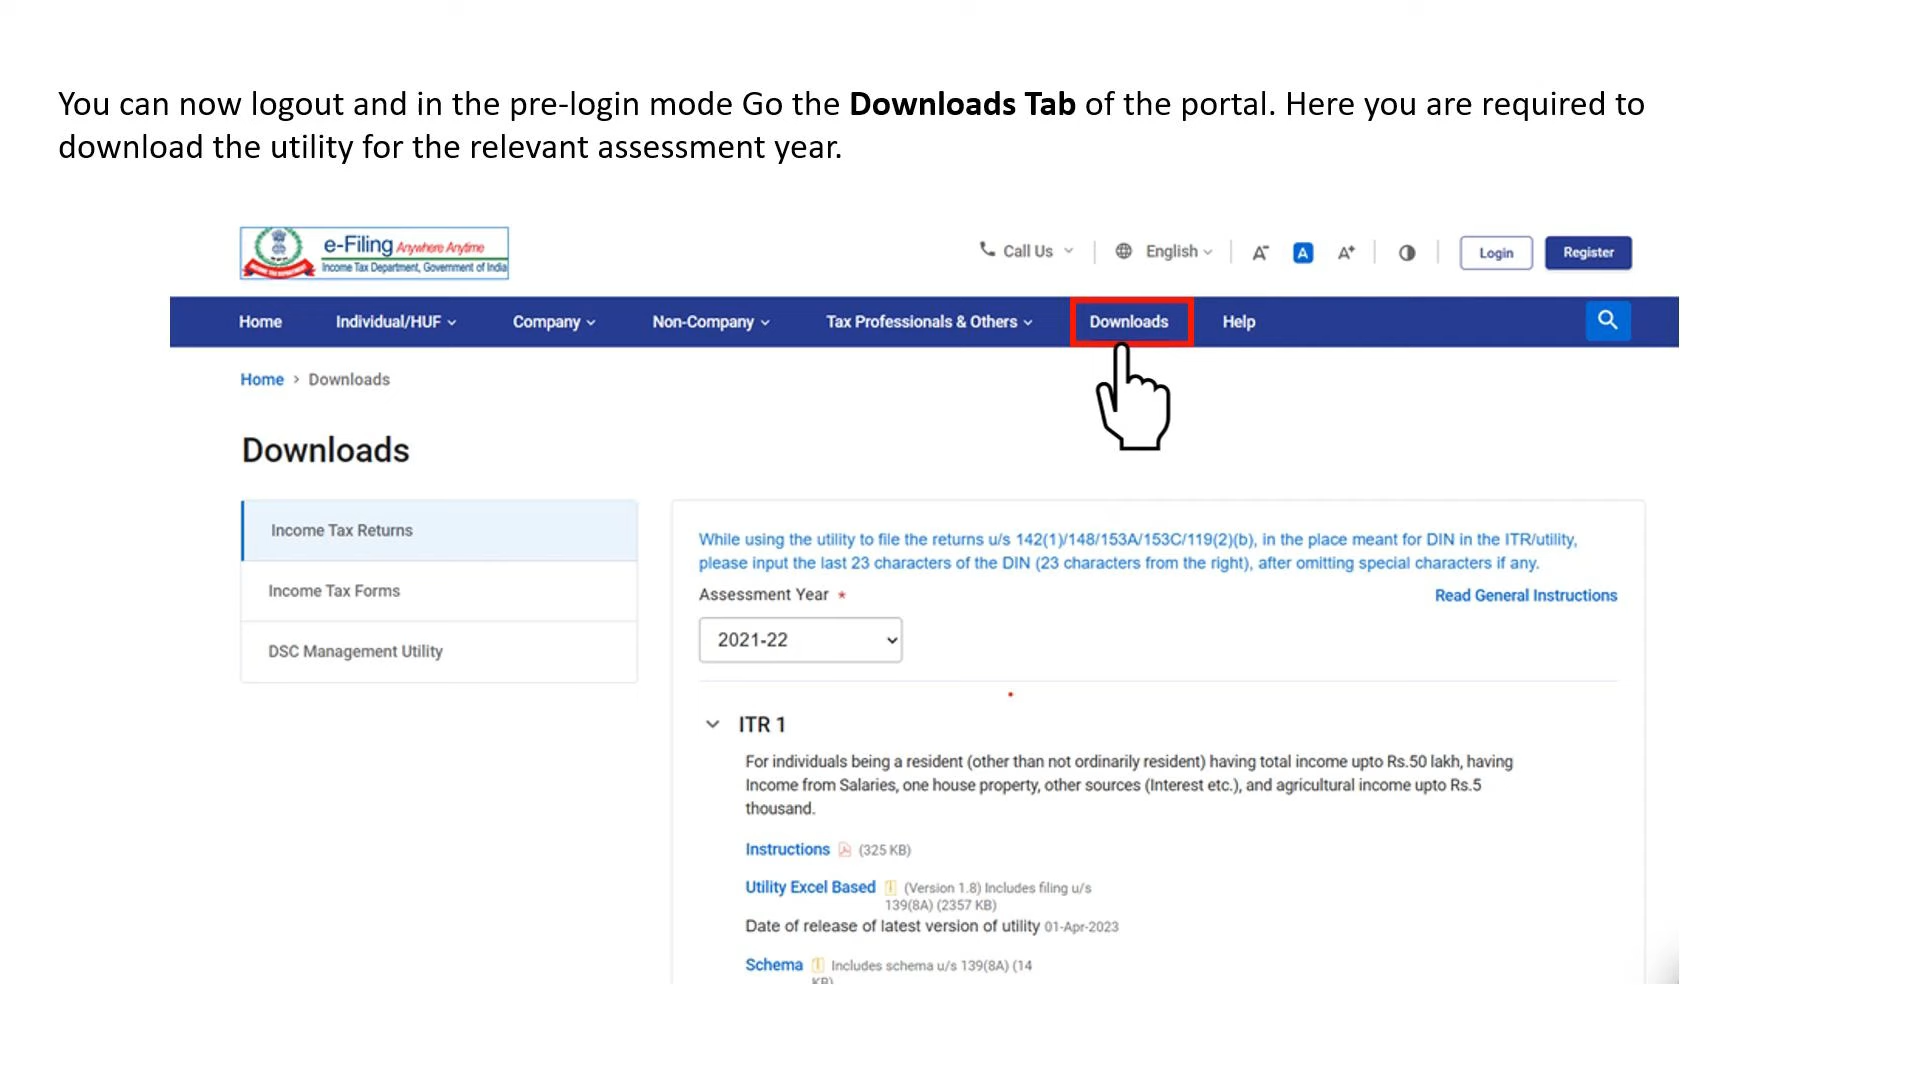 You can now logout and in the pre-login mode Go the Downloads Tab of the portal. Here you are required to
download the utility for the relevant assessment year.
e-Filing Anywhere Anytime
Income Tax Department, Government of India
Call Us
English
A-
A
A+
Login
Register
Home
Individual/HUF
Company
Non-Company
Tax Professionals & Others
Downloads
Help
Home > Downloads
Downloads
Income Tax Returns
Income Tax Forms
DSC Management Utility
While using the utility to file the returns u/s 142(1)/148/153A/153C/119(2)(b), in the place meant for DIN in the ITR/utility,
please input the last 23 characters of the DIN (23 characters from the right), after omitting special characters if any.
Assessment Year *
Read General Instructions
2021-22
ITR 1
For individuals being a resident (other than not ordinarily resident) having total income upto Rs.50 lakh, having
Income from Salaries, one house property, other sources (Interest etc.), and agricultural income upto Rs.5
thousand.
Instructions (325 KB)
Utility Excel Based (Version 1.8) Includes filing u/s
139(8A) (2357 KB)
Date of release of latest version of utility 01-Apr-2023
Schema Includes schema u/s 139(8A) (14
KB)